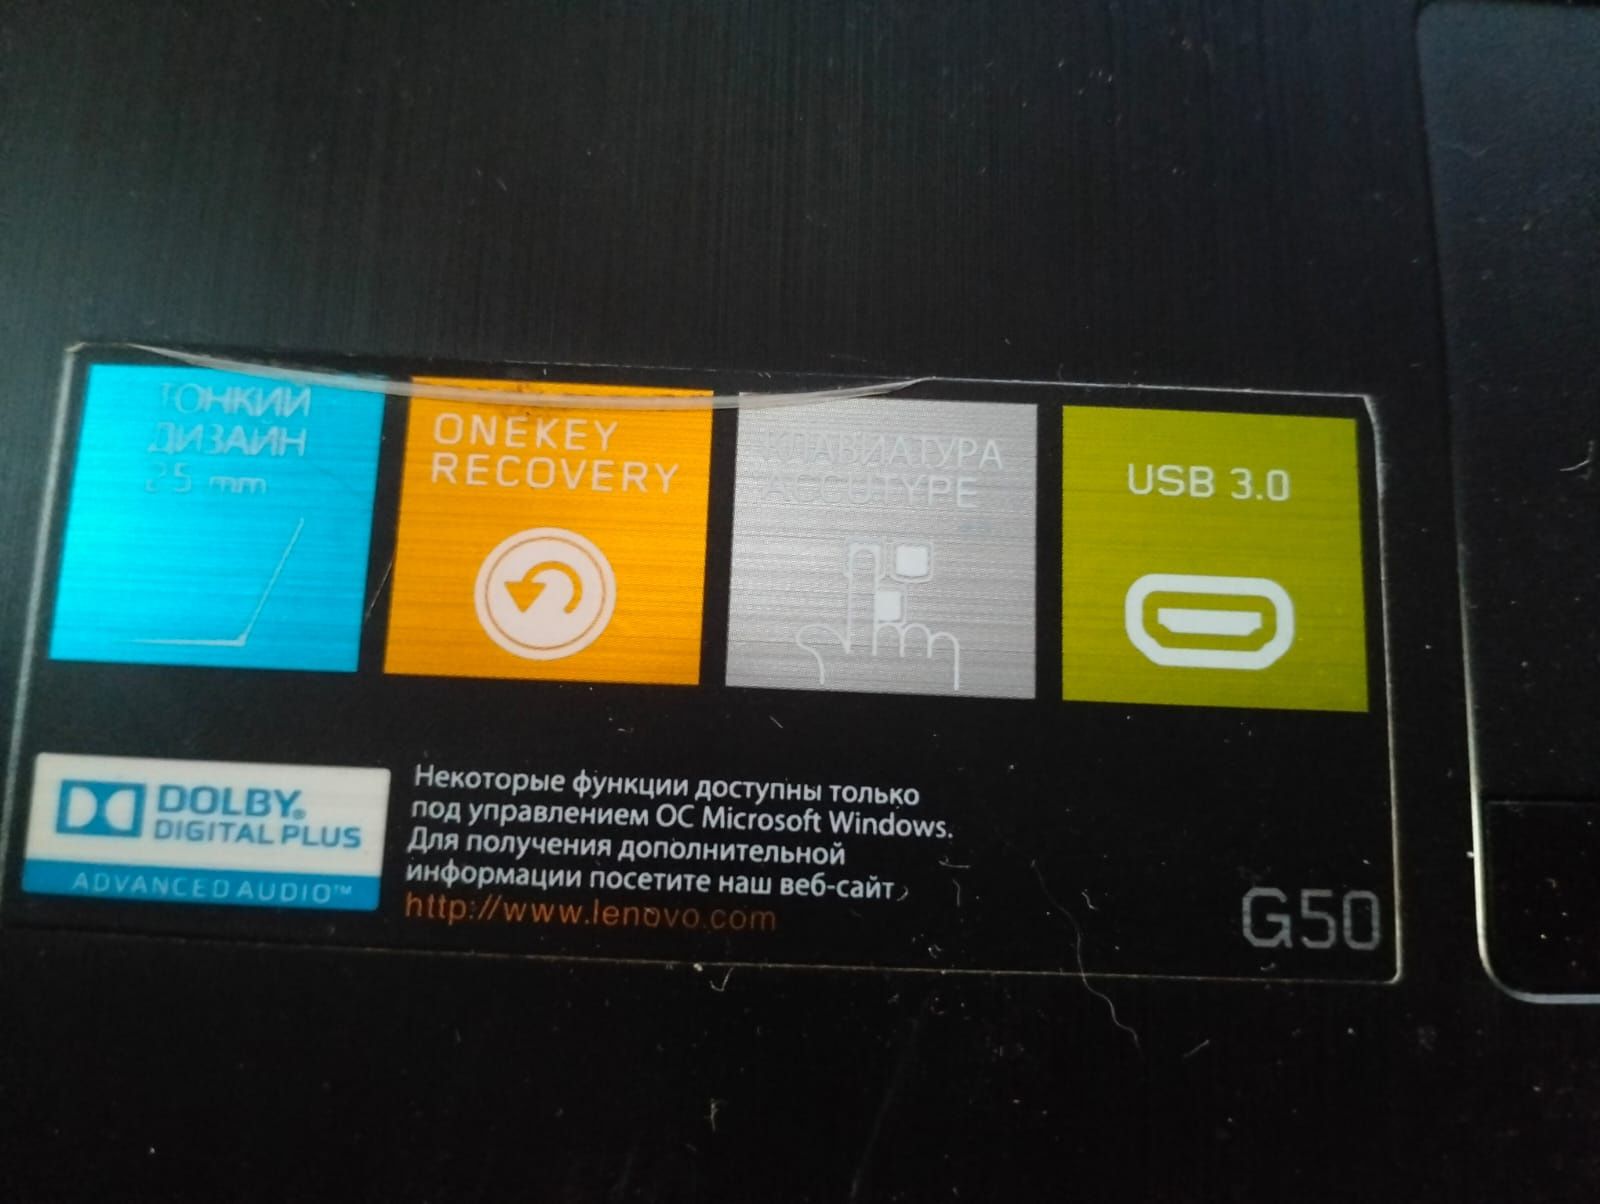 ТОНКИЙ
ДИЗАЙН
25 mm
ONEKEY
RECOVERY
КЛАВИАТУРА
ACCUTYPE
USB 3.0
DOLBY®
DIGITAL PLUS
ADVANCED AUDIO™
Некоторые функции доступны только
под управлением ОС Microsoft Windows.
Для получения дополнительной
информации посетите наш веб-сайт
http://www.lenovo.com
G50